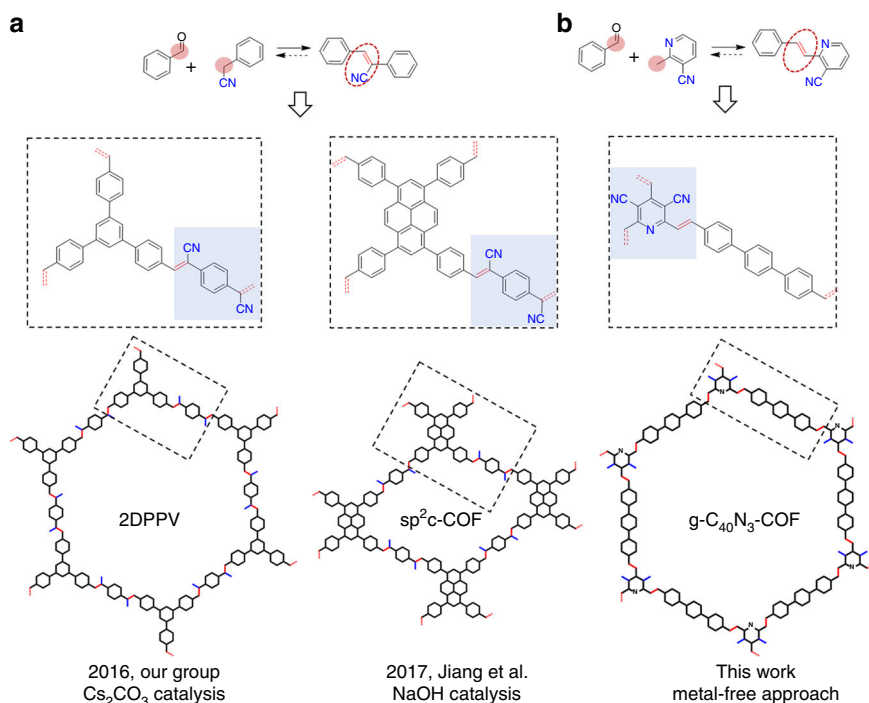 a
b
O
+
CN
NC
O
+
N
CN
N
NC
CN
CN
CN
CN
NC
CN
N
2DPPV
sp²c-COF
g-C₄₀N₃-COF
N
N
N
N
N
N
2016, our group
Cs₂CO₃ catalysis
2017, Jiang et al.
NaOH catalysis
This work
metal-free approach